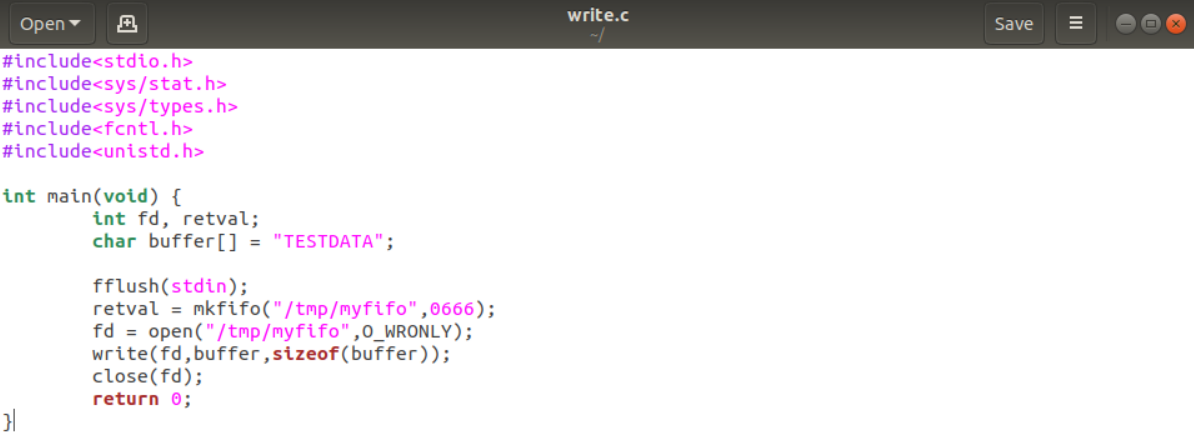 Open write.c Save
~/
#include<stdio.h>
#include<sys/stat.h>
#include<sys/types.h>
#include<fcntl.h>
#include<unistd.h>
int main(void) {
int fd, retval;
char buffer[] = "TESTDATA";
fflush(stdin);
retval = mkfifo("/tmp/myfifo",0666);
fd = open("/tmp/myfifo",O_WRONLY);
write(fd,buffer,sizeof(buffer));
close(fd);
return 0;
}